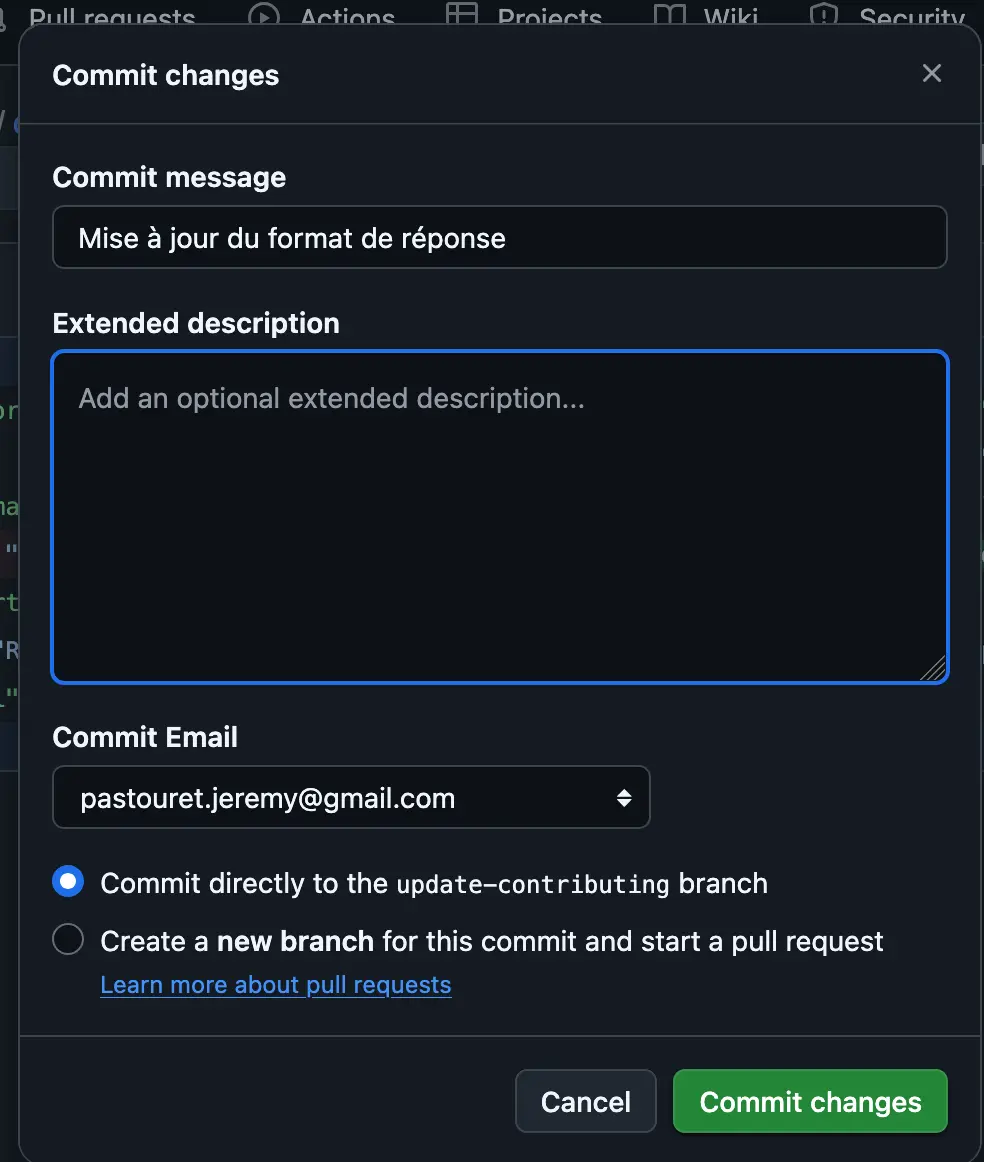 Pull requests Actions Projects Wiki Security
Commit changes
Commit message
Mise à jour du format de réponse
Extended description
Add an optional extended description...
Commit Email
pastouret.jeremy@gmail.com
Commit directly to the update-contributing branch
Create a new branch for this commit and start a pull request
Learn more about pull requests
Cancel
Commit changes